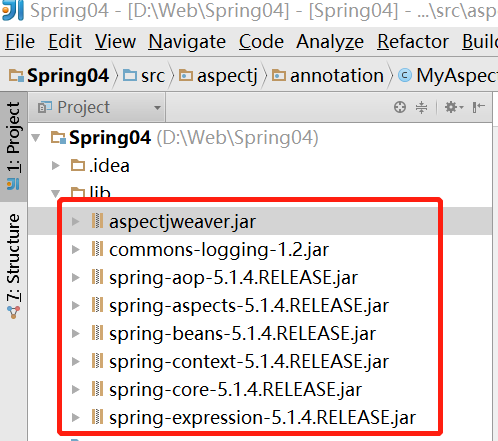 Spring04 - [D:\Web\Spring04] - [Spring04] - ...\src\asp
File Edit View Navigate Code Analyze Refactor Buil
Spring04 src aspectj annotation MyAspect
1: Project
Project
Spring04 (D:\Web\Spring04)
.idea
lib
7: Structure
aspectjweaver.jar
commons-logging-1.2.jar
spring-aop-5.1.4.RELEASE.jar
spring-aspects-5.1.4.RELEASE.jar
spring-beans-5.1.4.RELEASE.jar
spring-context-5.1.4.RELEASE.jar
spring-core-5.1.4.RELEASE.jar
spring-expression-5.1.4.RELEASE.jar